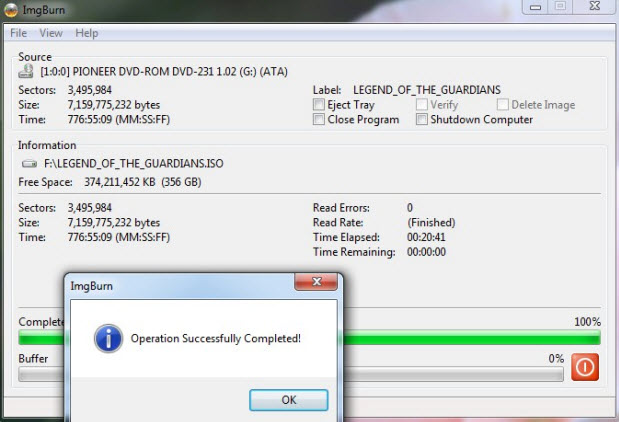 ImgBurn
File View Help
Source
[1:0:0] PIONEER DVD-ROM DVD-231 1.02 (G:) (ATA)
Sectors: 3,495,984 Label: LEGEND_OF_THE_GUARDIANS
Size: 7,159,775,232 bytes Eject Tray Verify Delete Image
Time: 776:55:09 (MM:SS:FF) Close Program Shutdown Computer
Information
F:\LEGEND_OF_THE_GUARDIANS.ISO
Free Space: 374,211,452 KB (356 GB)
Sectors: 3,495,984 Read Errors: 0
Size: 7,159,775,232 bytes Read Rate: (Finished)
Time: 776:55:09 (MM:SS:FF) Time Elapsed: 00:20:41
Time Remaining: 00:00:00
ImgBurn
Complete 100%
Operation Successfully Completed!
Buffer 0%
OK